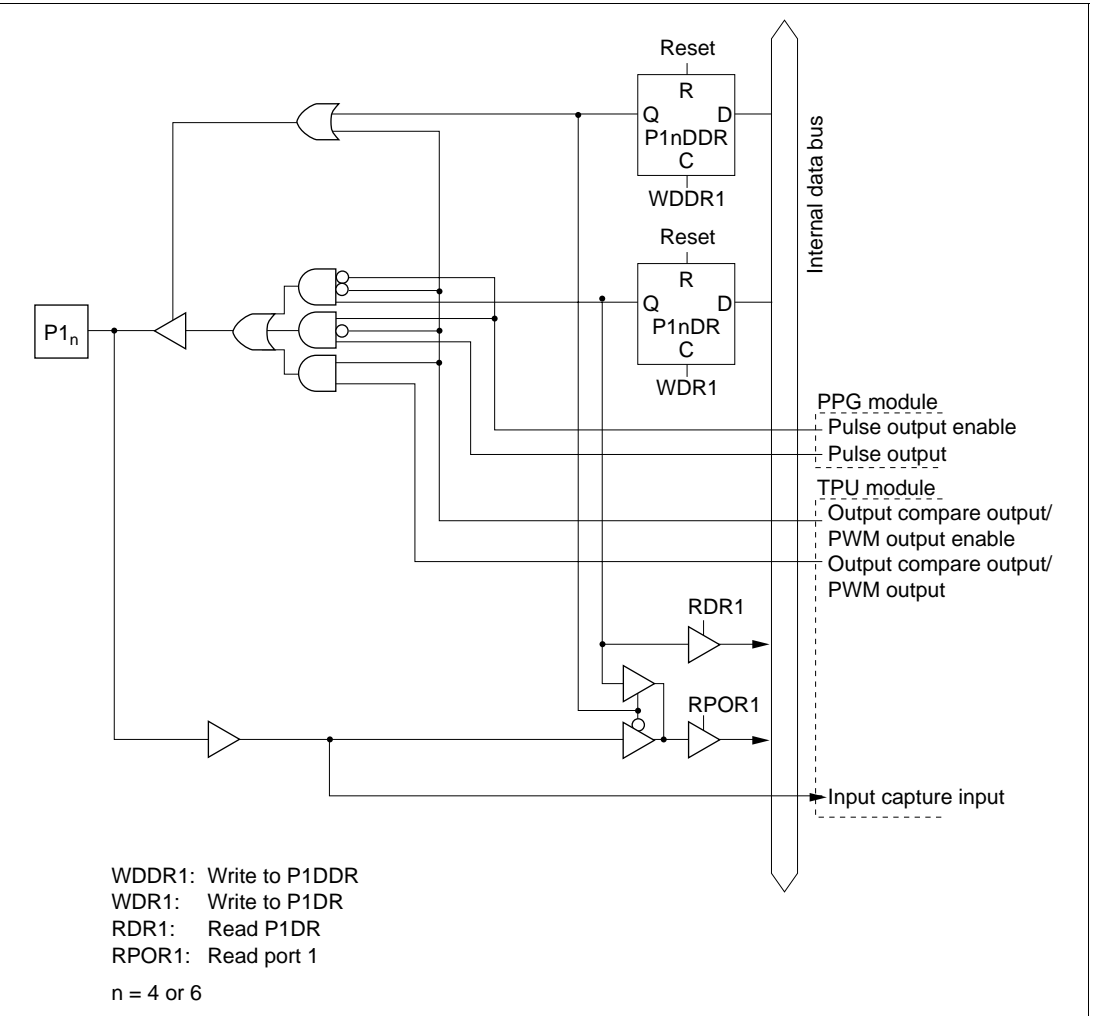 Reset
R
Q D
P1nDDR
C
WDDR1
Internal data bus
Reset
R
Q D
P1nDR
C
WDR1
P1n
PPG module
Pulse output enable
Pulse output
TPU module
Output compare output/
PWM output enable
Output compare output/
PWM output
RDR1
RPOR1
Input capture input
WDDR1: Write to P1DDR
WDR1: Write to P1DR
RDR1: Read P1DR
RPOR1: Read port 1
n = 4 or 6